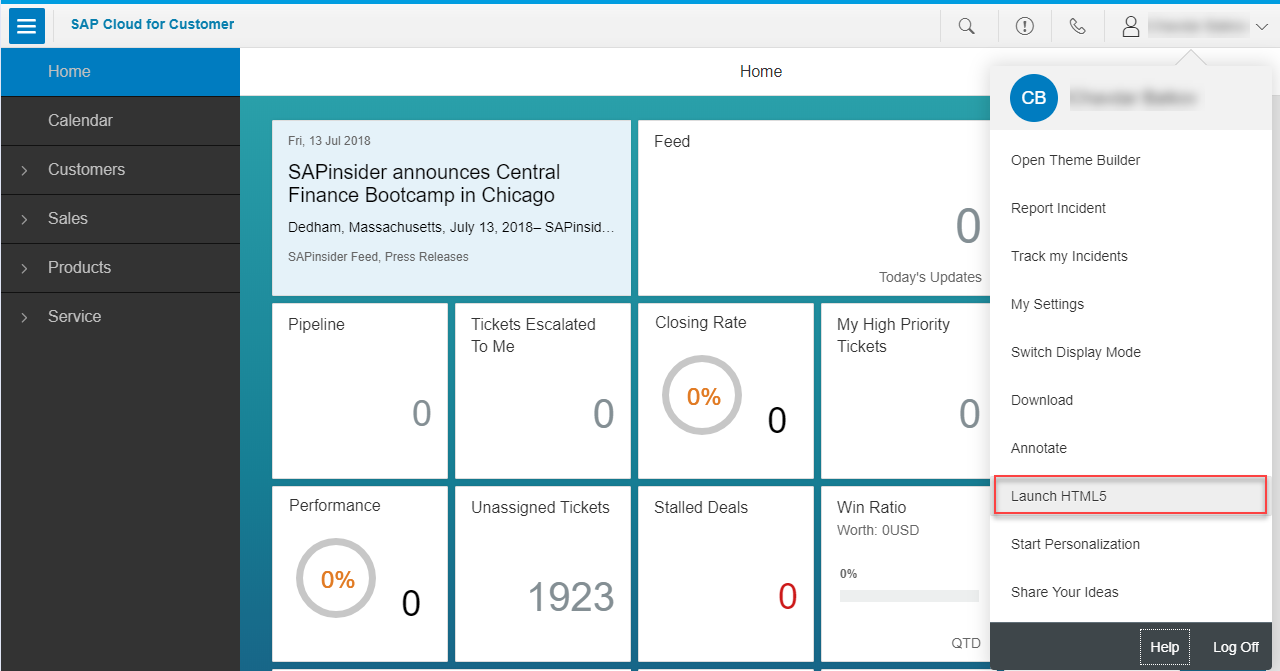 SAP Cloud for Customer
Home
Calendar
Customers
Sales
Products
Service
Home
Fri, 13 Jul 2018
SAPinsider announces Central
Finance Bootcamp in Chicago
Dedham, Massachusetts, July 13, 2018– SAPinsid...
SAPinsider Feed, Press Releases
Feed
0
Today's Updates
Pipeline
0
Tickets Escalated
To Me
0
Closing Rate
0%
0
My High Priority
Tickets
0
Performance
0%
0
Unassigned Tickets
1923
Stalled Deals
0
Win Ratio
Worth: 0USD
0%
QTD
CB
Open Theme Builder
Report Incident
Track my Incidents
My Settings
Switch Display Mode
Download
Annotate
Launch HTML5
Start Personalization
Share Your Ideas
Help
Log Off